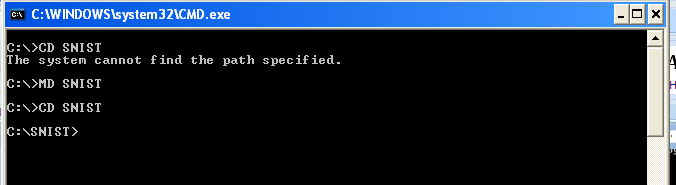 C:\WINDOWS\system32\CMD.exe
C:\>CD SNIST
The system cannot find the path specified.
C:\>MD SNIST
C:\>CD SNIST
C:\SNIST>